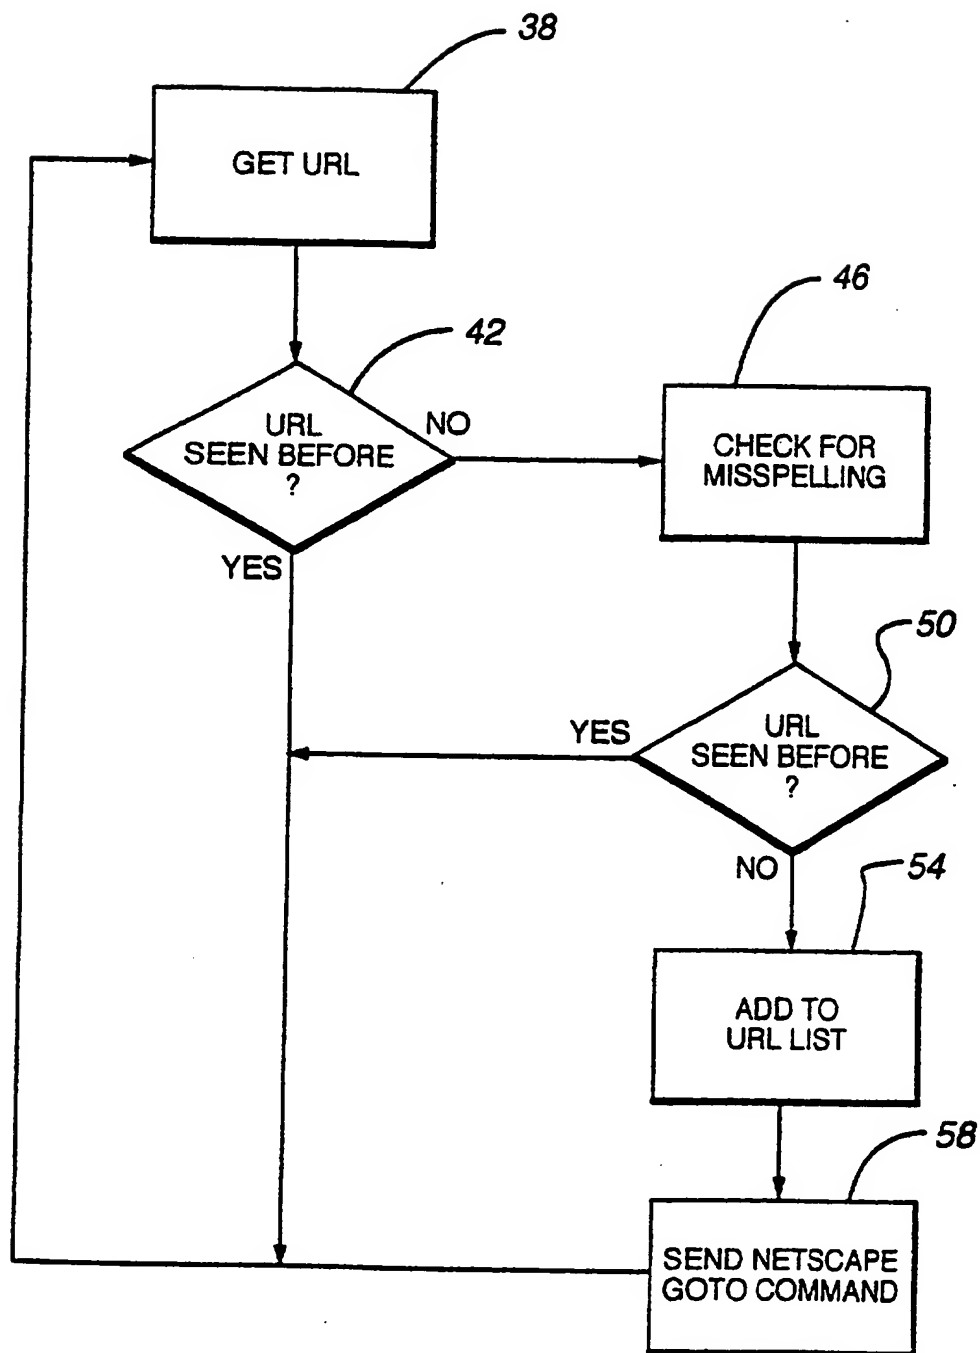 38
GET URL
42
URL
SEEN BEFORE
?
NO
YES
46
CHECK FOR
MISSPELLING
50
URL
SEEN BEFORE
?
YES
NO
54
ADD TO
URL LIST
58
SEND NETSCAPE
GOTO COMMAND